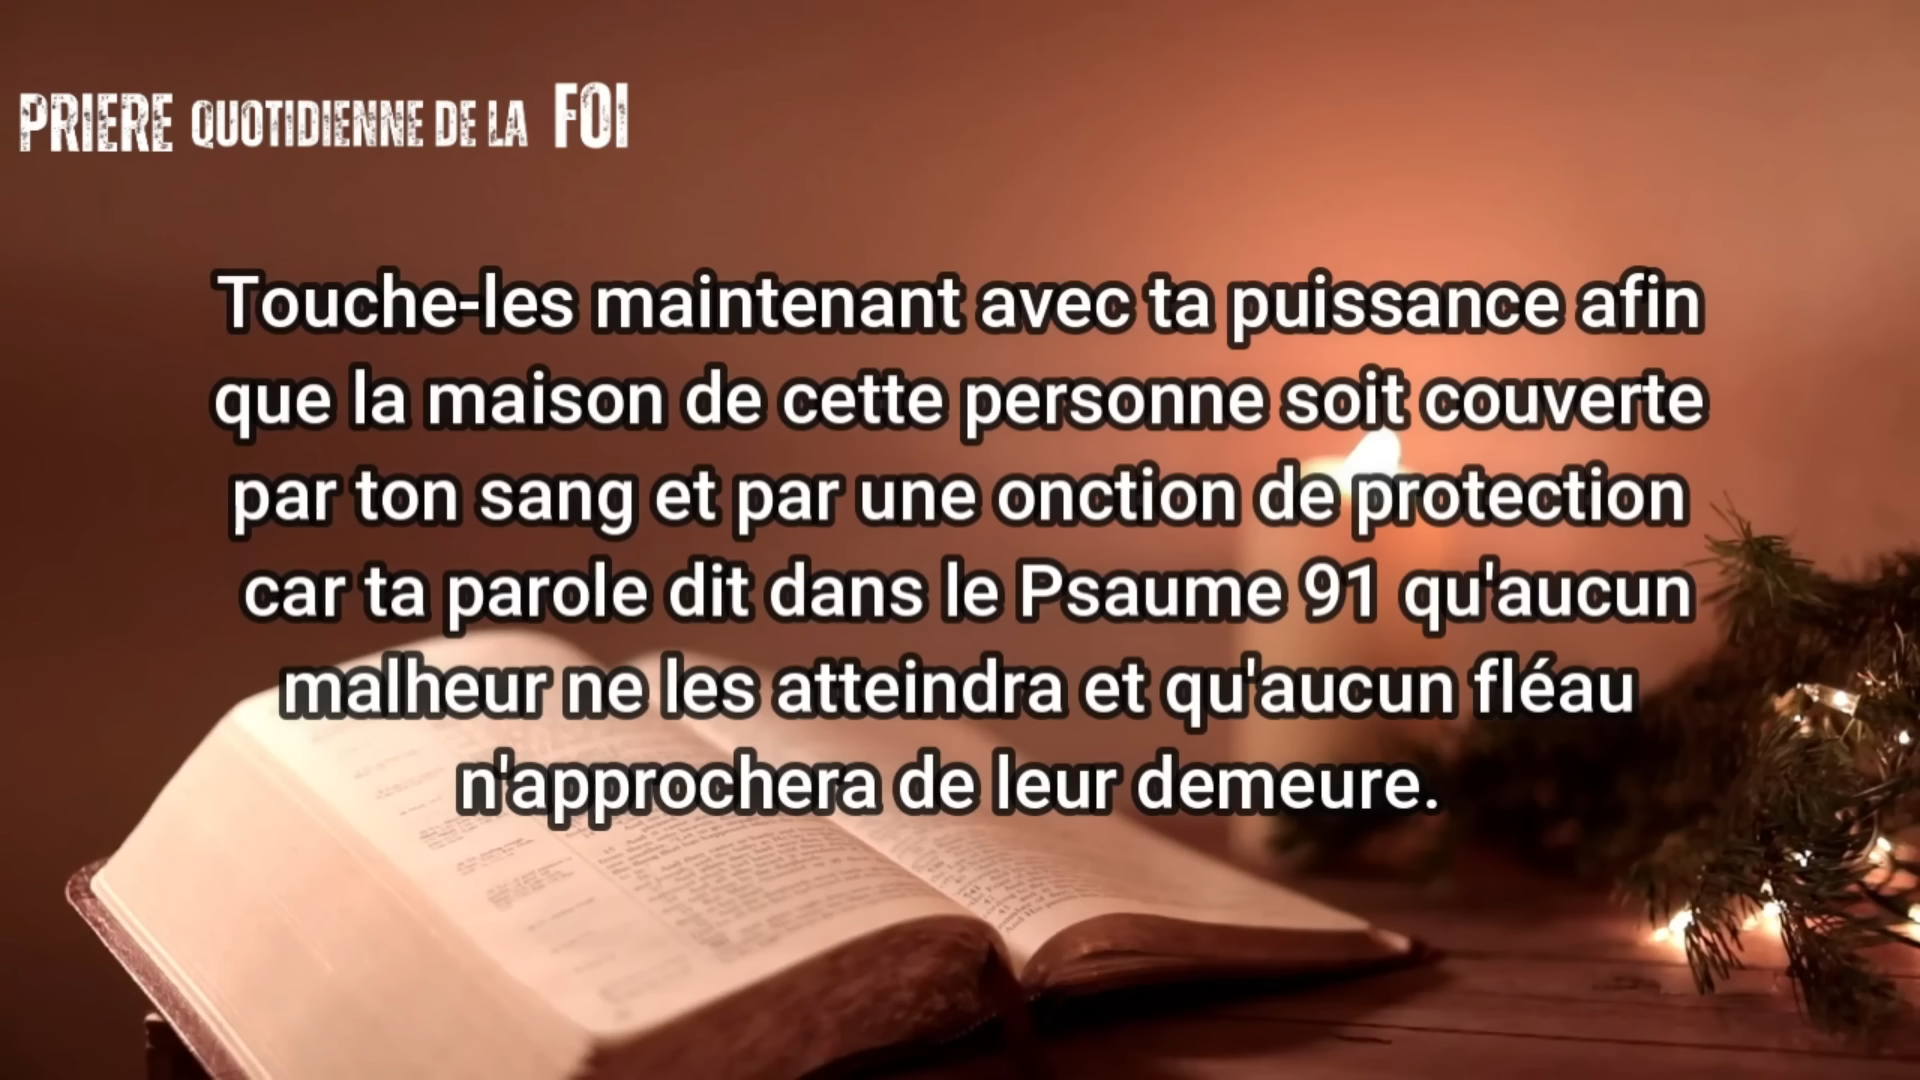 PRIERE QUOTIDIENNE DE LA FOI
Touche-les maintenant avec ta puissance afin
que la maison de cette personne soit couverte
par ton sang et par une onction de protection
car ta parole dit dans le Psaume 91 qu'aucun
malheur ne les atteindra et qu'aucun fléau
n'approchera de leur demeure.